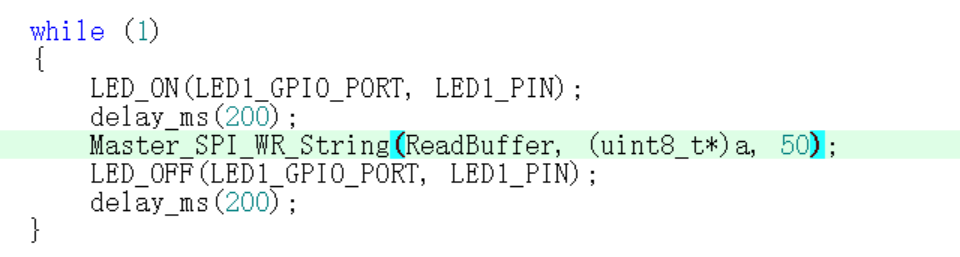 while (1)
{
LED_ON(LED1_GPIO_PORT, LED1_PIN);
delay_ms(200);
Master_SPI_WR_String(ReadBuffer, (uint8_t*)a, 50);
LED_OFF(LED1_GPIO_PORT, LED1_PIN);
delay_ms(200);
}